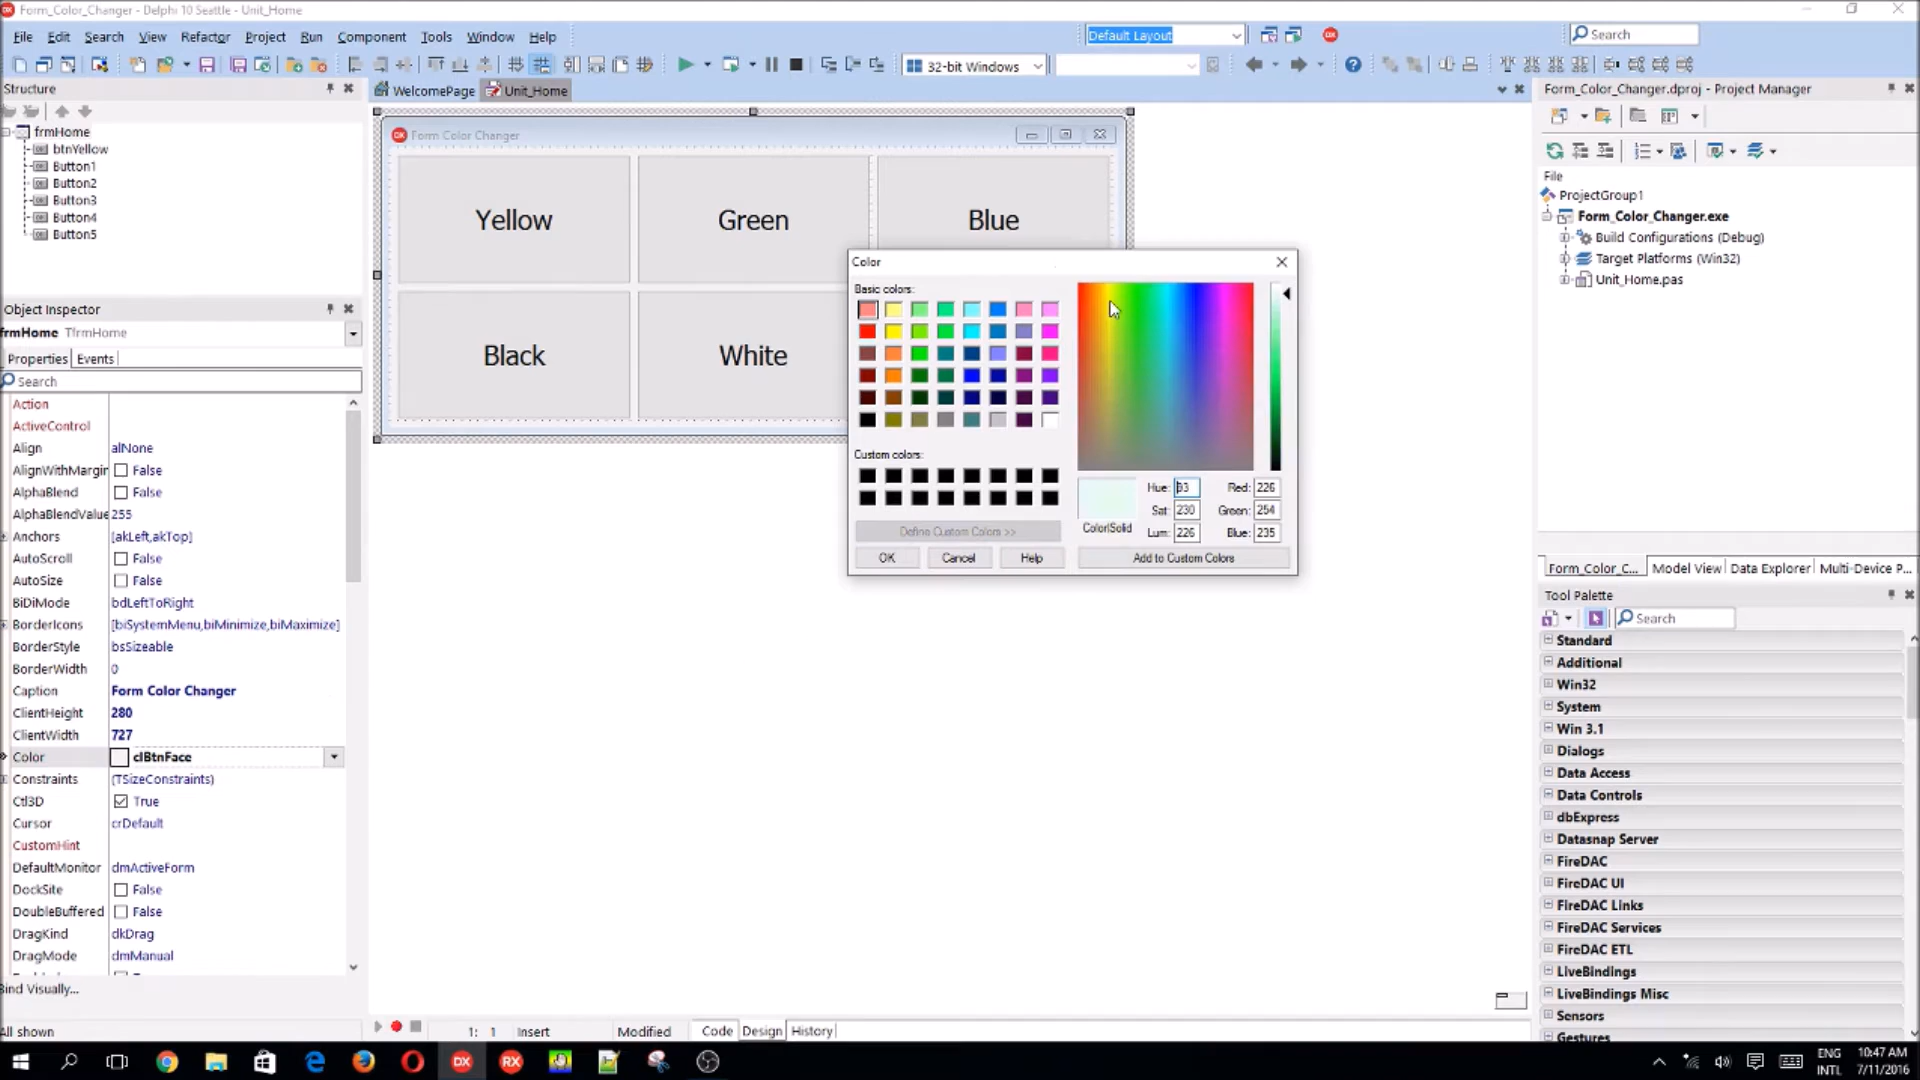 Form_Color_Changer - Delphi 10 Seattle - Unit_Home
File Edit Search View Refactor Project Run Component Tools Window Help
Default Layout
Search
32-bit Windows
Structure
WelcomePage
Unit_Home
Form_Color_Changer.dproj - Project Manager
frmHome
btnYellow
Button1
Button2
Button3
Button4
Button5
Form Color Changer
Yellow
Green
Blue
Black
White
Color
Basic colors:
Custom colors:
Define Custom Colors >>
OK
Cancel
Help
Hue: 93
Sat: 230
Lum: 226
Red: 226
Green: 254
Blue: 235
Color|Solid
Add to Custom Colors
File
ProjectGroup1
Form_Color_Changer.exe
Build Configurations (Debug)
Target Platforms (Win32)
Unit_Home.pas
Object Inspector
frmHome TfrmHome
Properties Events
Search
Action
ActiveControl
Align alNone
AlignWithMargin False
AlphaBlend False
AlphaBlendValue 255
Anchors [akLeft,akTop]
AutoScroll False
AutoSize False
BiDiMode bdLeftToRight
BorderIcons [biSystemMenu,biMinimize,biMaximize]
BorderStyle bsSizeable
BorderWidth 0
Caption Form Color Changer
ClientHeight 280
ClientWidth 727
Color clBtnFace
Constraints (TSizeConstraints)
Ctl3D True
Cursor crDefault
CustomHint
DefaultMonitor dmActiveForm
DockSite False
DoubleBuffered False
DragKind dkDrag
DragMode dmManual
Bind Visually...
All shown
1: 1 Insert Modified Code Design History
Form_Color_C... Model View Data Explorer Multi-Device P...
Tool Palette
Search
Standard
Additional
Win32
System
Win 3.1
Dialogs
Data Access
Data Controls
dbExpress
Datasnap Server
FireDAC
FireDAC UI
FireDAC Links
FireDAC Services
FireDAC ETL
LiveBindings
LiveBindings Misc
Sensors
Gestures
DX
RX
ENG
INTL
10:47 AM
7/11/2016